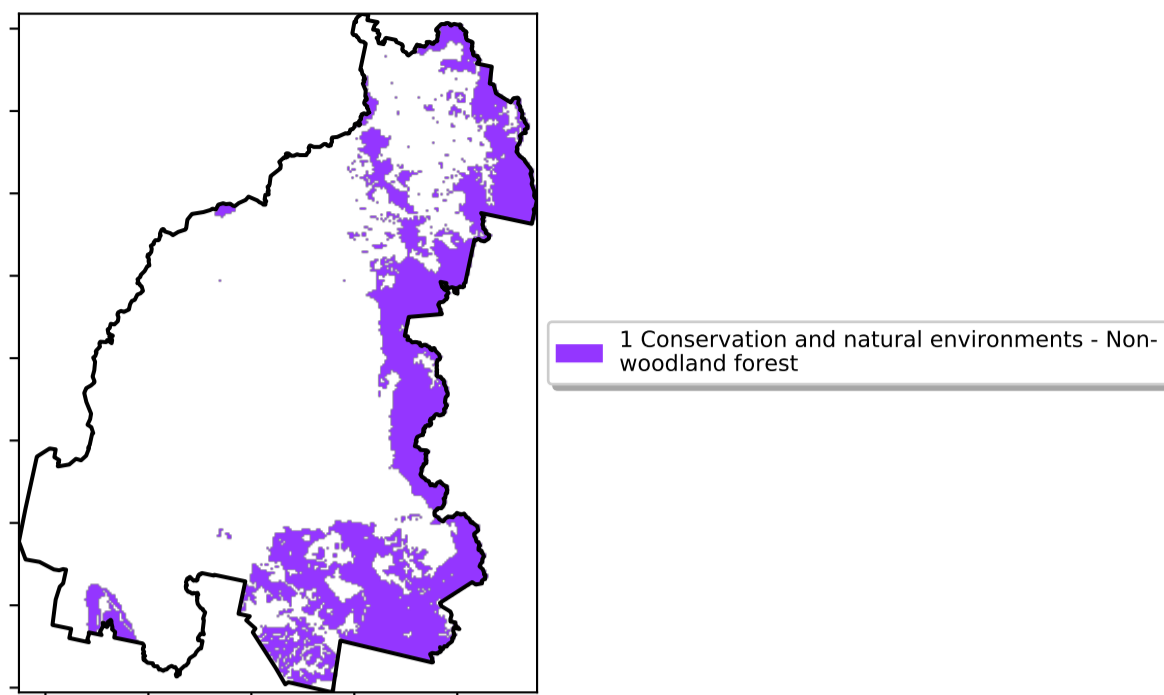 1 Conservation and natural environments - Non-
woodland forest